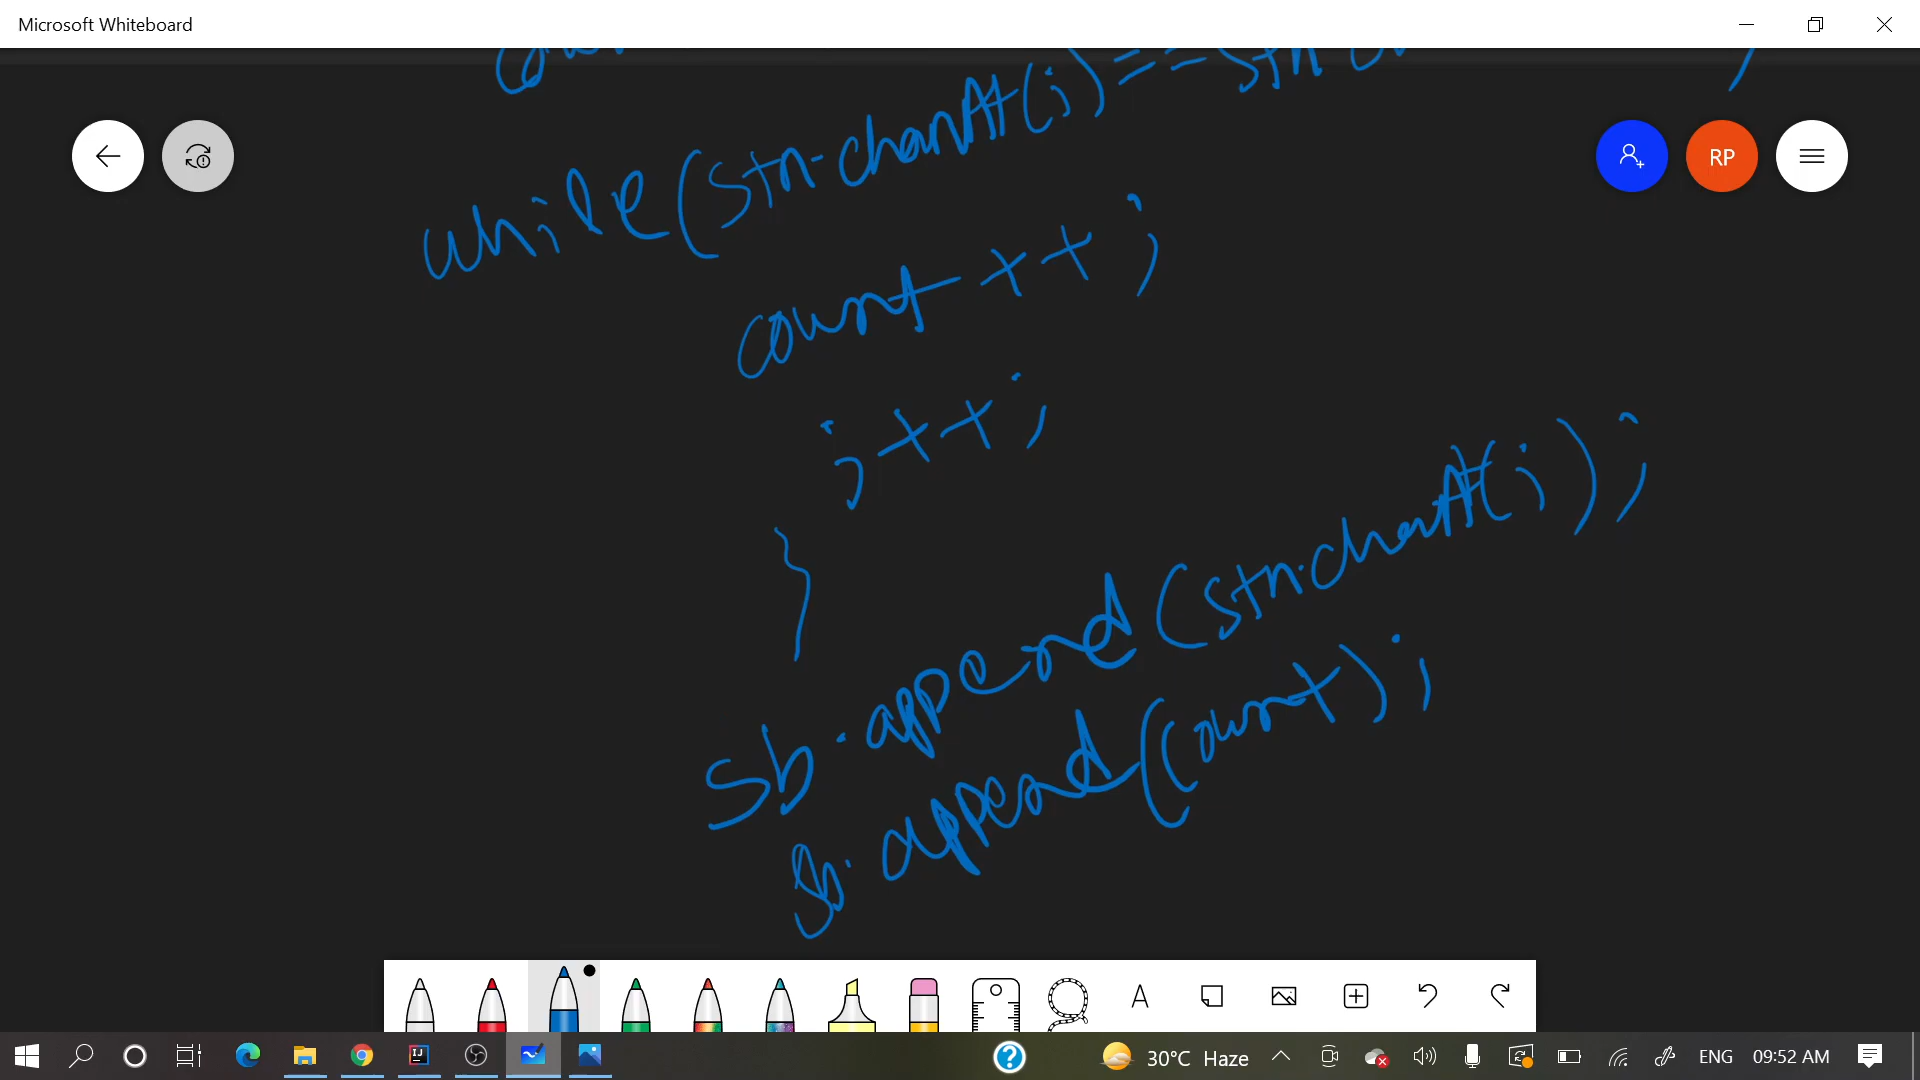 Microsoft Whiteboard
while(str.charAt(i)==str
count++;
j++;
}
sb.append(str.charAt(i));
sb.append(count);
RP
A
30°C Haze
ENG
09:52 AM